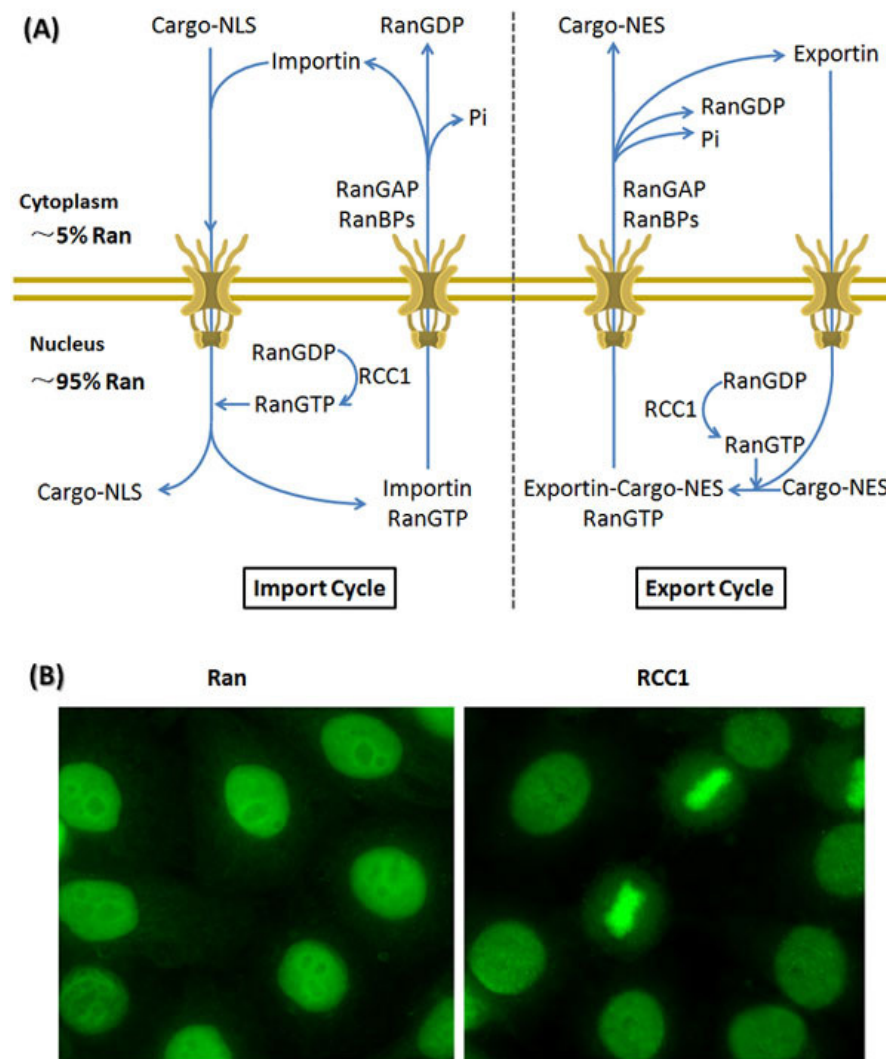 (A)
Cargo-NLS
Importin
RanGDP
Pi
RanGAP
RanBPs
Cargo-NES
Exportin
RanGDP
Pi
RanGAP
RanBPs
Cytoplasm
~5% Ran
Nucleus
~95% Ran
RanGDP
RCC1
RanGTP
Cargo-NLS
Importin
RanGTP
RanGDP
RCC1
RanGTP
Exportin-Cargo-NES
RanGTP
Cargo-NES
Import Cycle
Export Cycle
(B)
Ran
RCC1